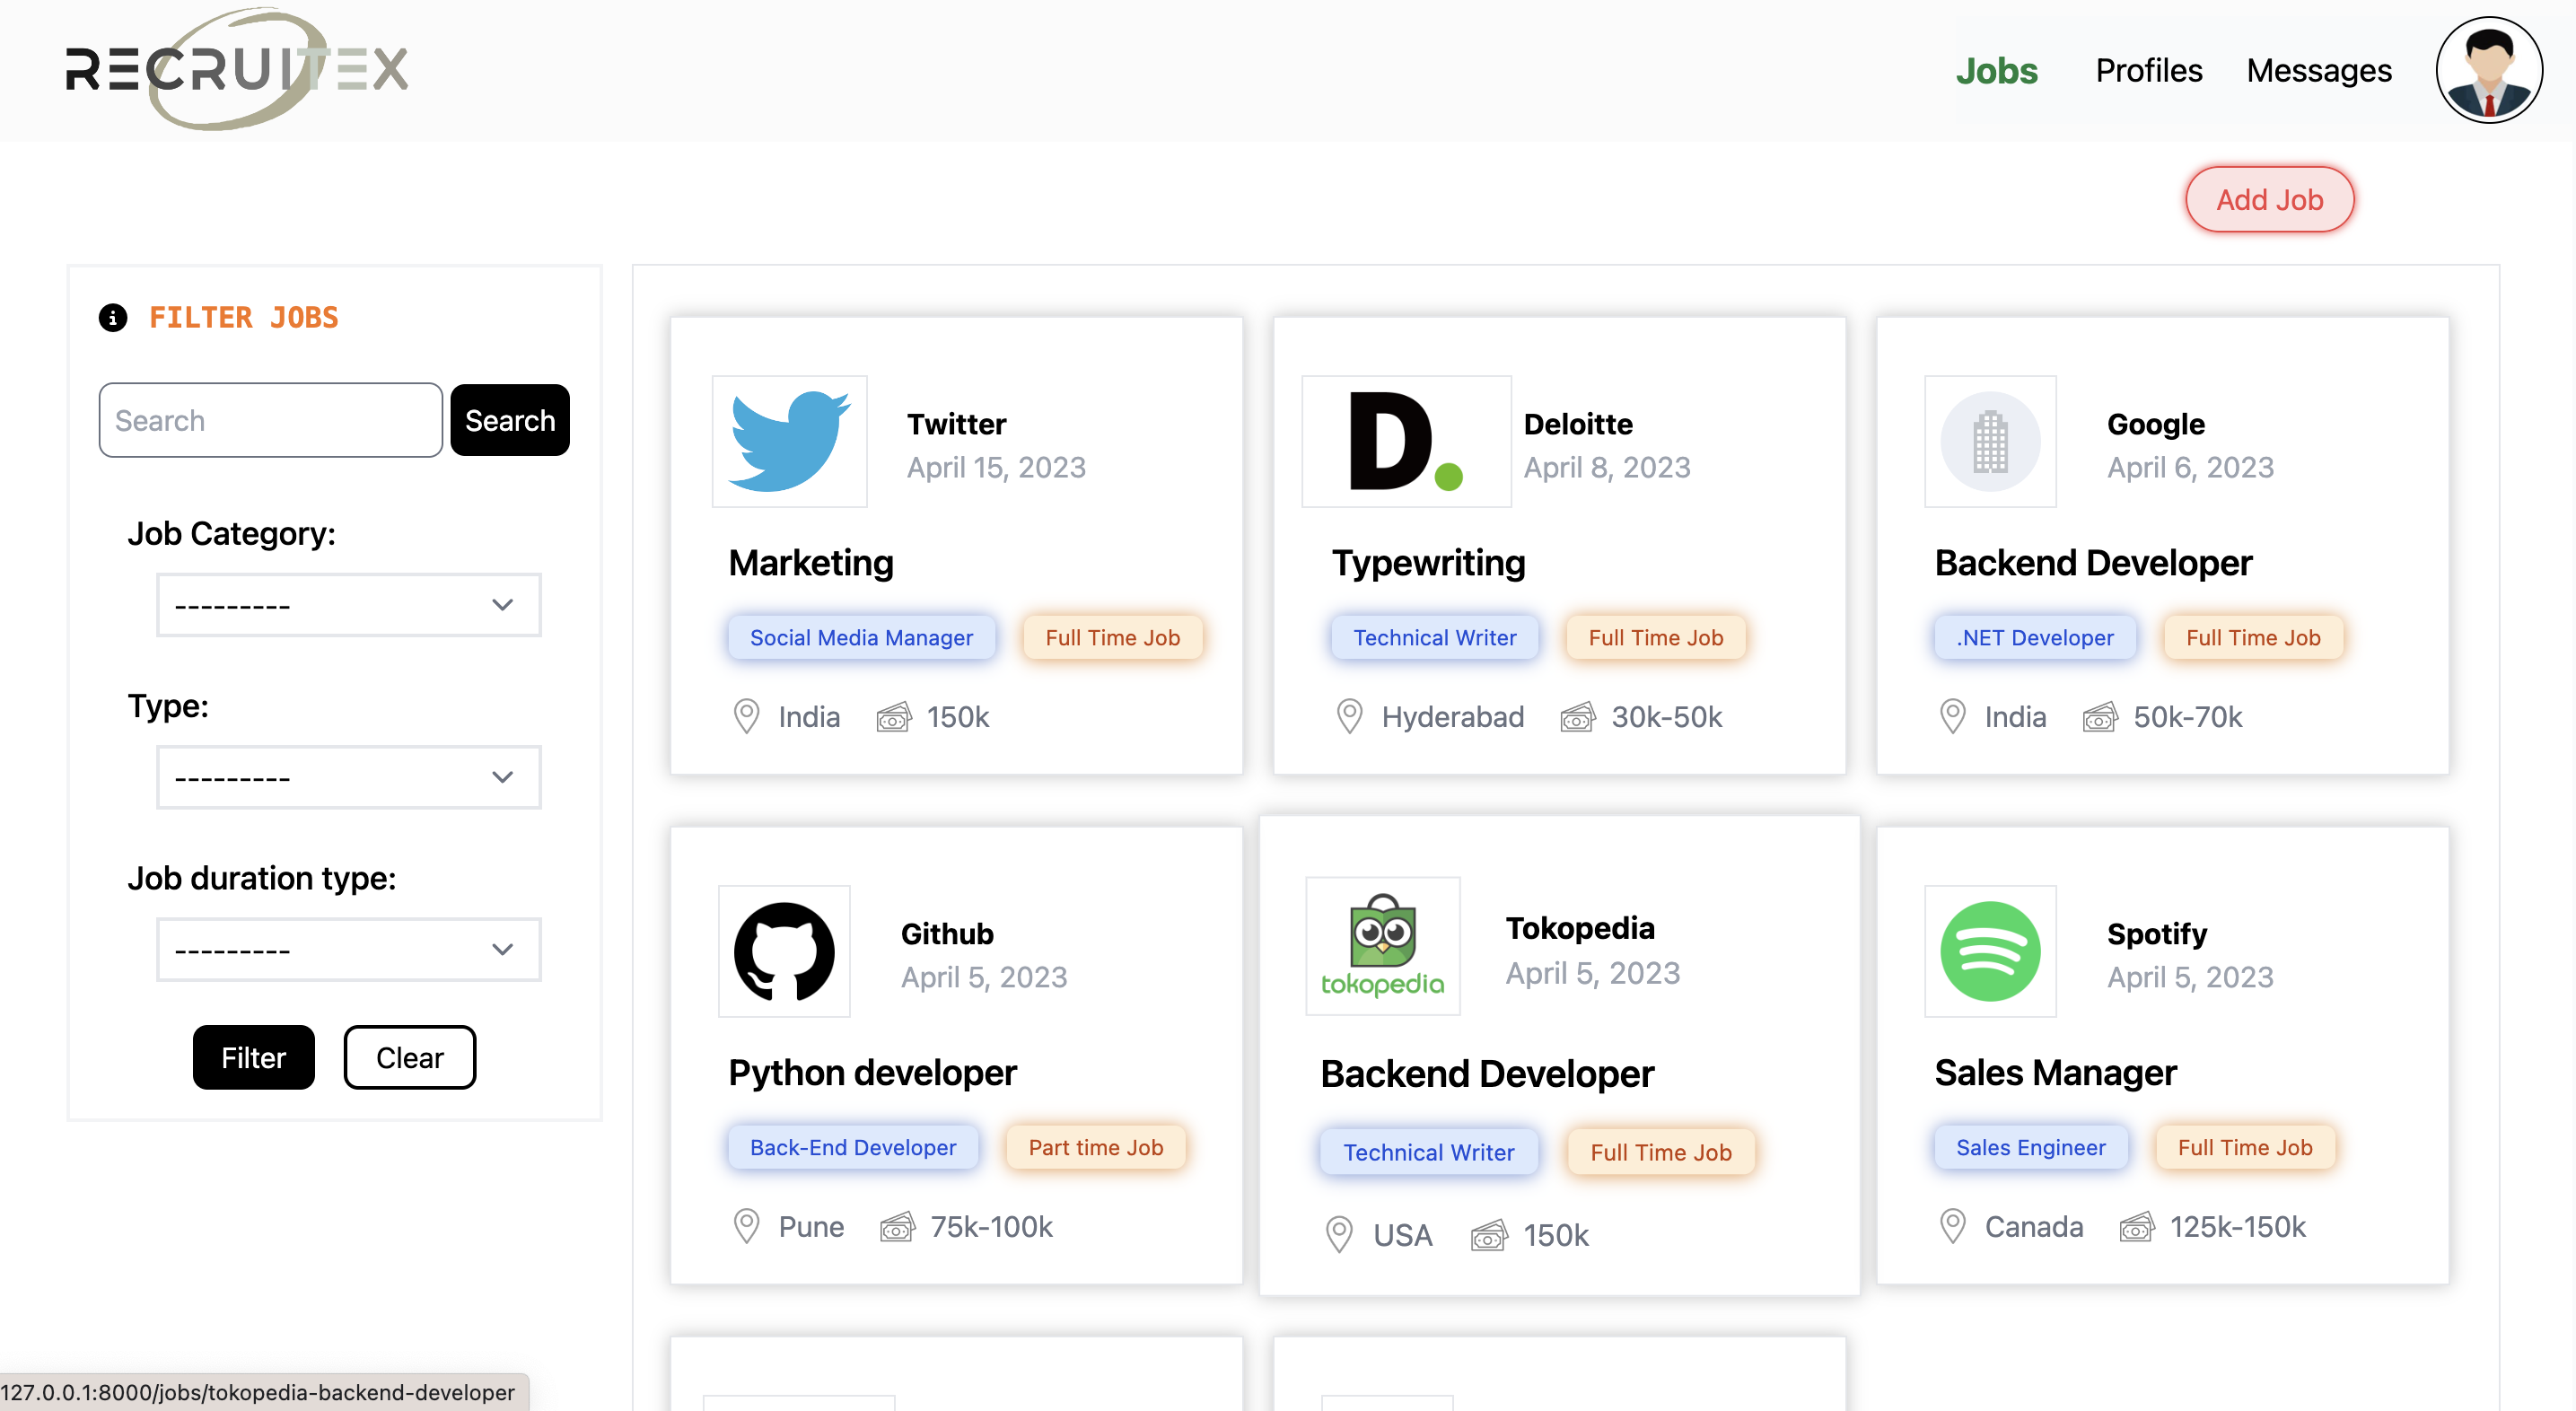 RECRUITEX
Jobs Profiles Messages
Add Job
FILTER JOBS
Search Search
Job Category:
---------
Type:
---------
Job duration type:
---------
Filter Clear
Twitter
April 15, 2023
Marketing
Social Media Manager Full Time Job
India 150k
D.
Deloitte
April 8, 2023
Typewriting
Technical Writer Full Time Job
Hyderabad 30k-50k
Google
April 6, 2023
Backend Developer
.NET Developer Full Time Job
India 50k-70k
Github
April 5, 2023
Python developer
Back-End Developer Part time Job
Pune 75k-100k
tokopedia
Tokopedia
April 5, 2023
Backend Developer
Technical Writer Full Time Job
USA 150k
Spotify
April 5, 2023
Sales Manager
Sales Engineer Full Time Job
Canada 125k-150k
127.0.0.1:8000/jobs/tokopedia-backend-developer